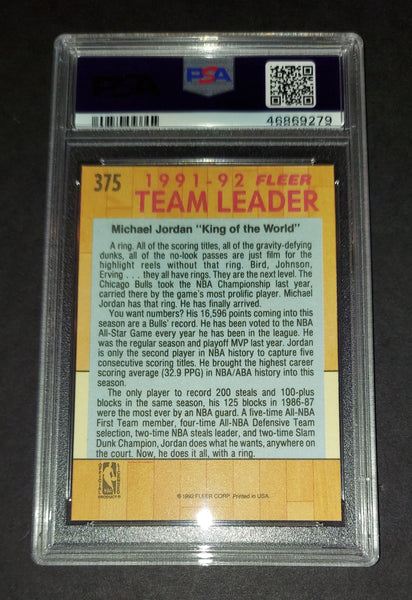 PSA
46869279
375
1991-92 FLEER
TEAM LEADER
Michael Jordan "King of the World"
A ring. All of the scoring titles, all of the gravity-defying
dunks, all of the no-look passes are just film for the
highlight reels without that ring. Bird, Johnson,
Erving . . . they all have rings. They are the next level. The
Chicago Bulls took the NBA Championship last year,
carried there by the game's most prolific player. Michael
Jordan has that ring. He has finally arrived.
You want numbers? His 16,596 points coming into this
season are a Bulls' record. He has been voted to the NBA
All-Star Game every year he has been in the league. He
was the regular season and playoff MVP last year. Jordan
is only the second player in NBA history to capture five
consecutive scoring titles. He brought the highest career
scoring average (32.9 PPG) in NBA/ABA history into this
season.
The only player to record 200 steals and 100-plus
blocks in the same season, his 125 blocks in 1986-87
were the most ever by an NBA guard. A five-time All-NBA
First Team member, four-time All-NBA Defensive Team
selection, two-time NBA steals leader, and two-time Slam
Dunk Champion, Jordan does what he wants, anywhere
on the court. Now, he does it all, with a ring.
NBA
© 1992 FLEER CORP. Printed in USA.